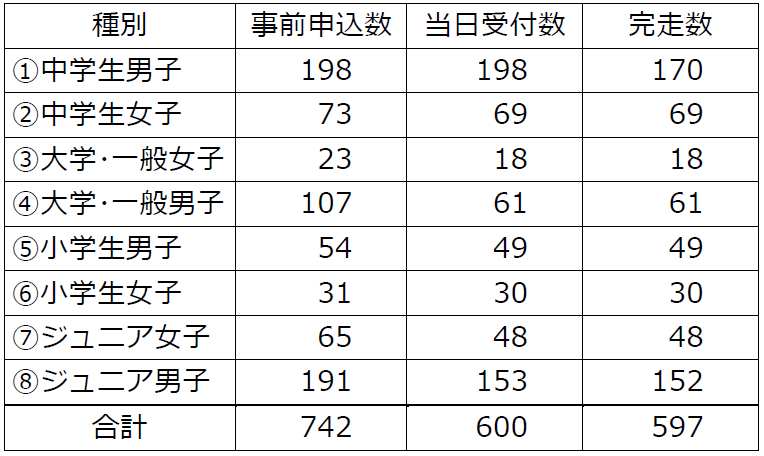 種別 事前申込数 当日受付数 完走数
①中学生男子 198 198 170
②中学生女子 73 69 69
③大学・一般女子 23 18 18
④大学・一般男子 107 61 61
⑤小学生男子 54 49 49
⑥小学生女子 31 30 30
⑦ジュニア女子 65 48 48
⑧ジュニア男子 191 153 152
合計 742 600 597